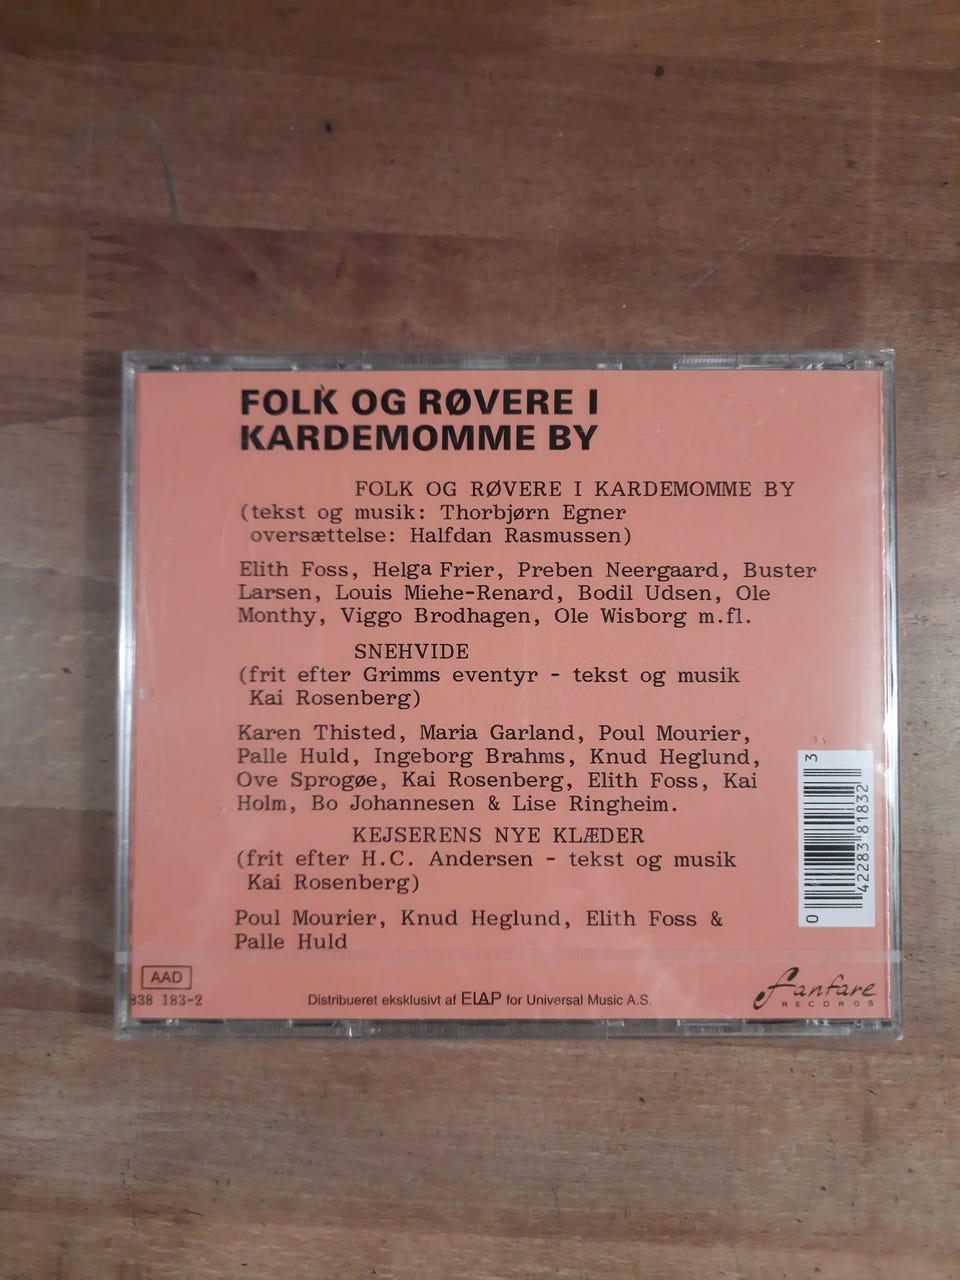 FOLK OG RØVERE I
KARDEMOMME BY
FOLK OG RØVERE I KARDEMOMME BY
(tekst og musik: Thorbjørn Egner
oversættelse: Halfdan Rasmussen)
Elith Foss, Helga Frier, Preben Neergaard, Buster
Larsen, Louis Miehe-Renard, Bodil Udsen, Ole
Monthy, Viggo Brodhagen, Ole Wisborg m.fl.
SNEHVIDE
(frit efter Grimms eventyr - tekst og musik
Kai Rosenberg)
Karen Thisted, Maria Garland, Poul Mourier,
Palle Huld, Ingeborg Brahms, Knud Heglund,
Ove Sprogøe, Kai Rosenberg, Elith Foss, Kai
Holm, Bo Johannesen & Lise Ringheim.
KEJSERENS NYE KLÆDER
(frit efter H.C. Andersen - tekst og musik
Kai Rosenberg)
Poul Mourier, Knud Heglund, Elith Foss &
Palle Huld
0 42283 81832 3
AAD
838 183-2
Distribueret eksklusivt af ELAP for Universal Music A.S.
Fanfare
RECORDS